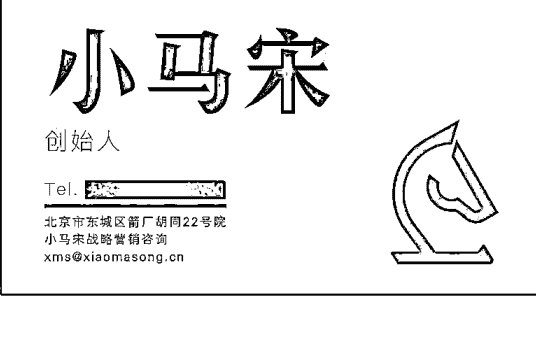 小马宋
创始人
Tel.
北京市东城区箭厂胡同22号院
小马宋战略营销咨询
xms@xiaomasong.cn